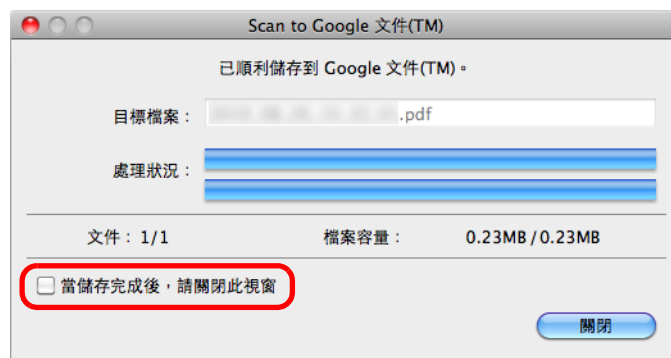 Scan to Google 文件(TM)
已順利儲存到 Google 文件(TM)。
目標檔案： .pdf
處理狀況：
文件：1/1 檔案容量： 0.23MB/0.23MB
當儲存完成後，請關閉此視窗
關閉